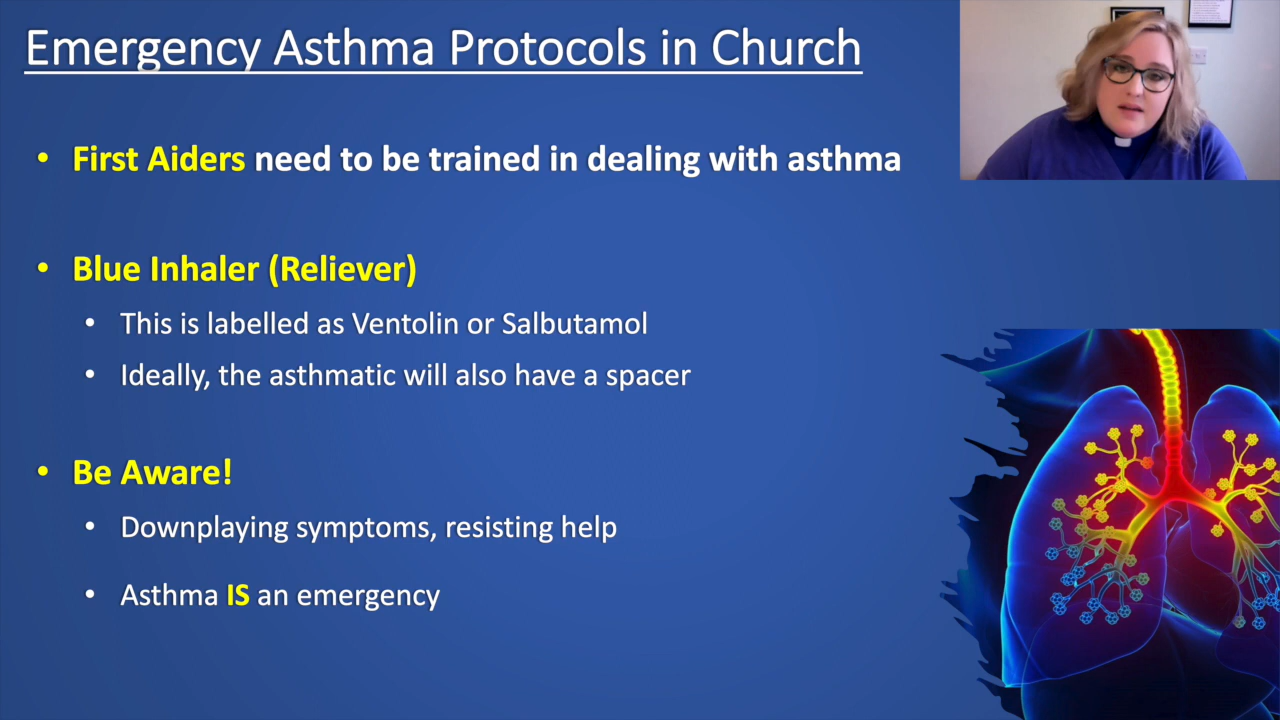 Emergency Asthma Protocols in Church
• First Aiders need to be trained in dealing with asthma
• Blue Inhaler (Reliever)
• This is labelled as Ventolin or Salbutamol
• Ideally, the asthmatic will also have a spacer
• Be Aware!
• Downplaying symptoms, resisting help
• Asthma IS an emergency